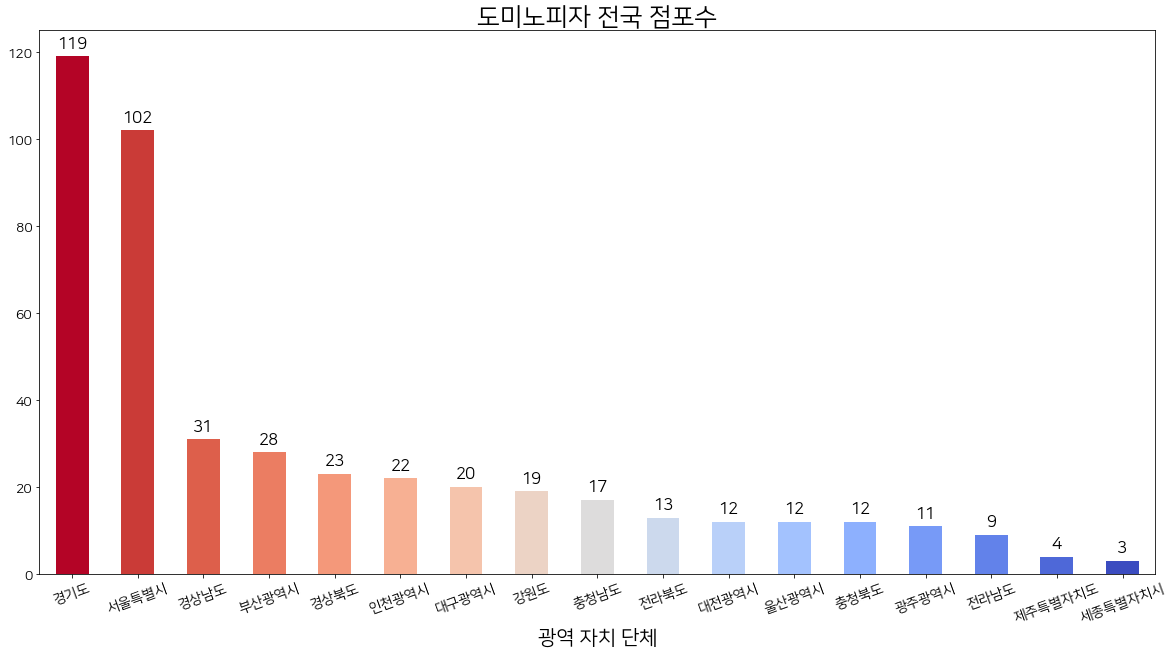 도미노피자 전국 점포수
120
100
80
60
40
20
0
119
102
31
28
23
22
20
19
17
13
12
12
12
11
9
4
3
경기도
서울특별시
경상남도
부산광역시
경상북도
인천광역시
대구광역시
강원도
충청남도
전라북도
대전광역시
울산광역시
충청북도
광주광역시
전라남도
제주특별자치도
세종특별자치시
광역 자치 단체